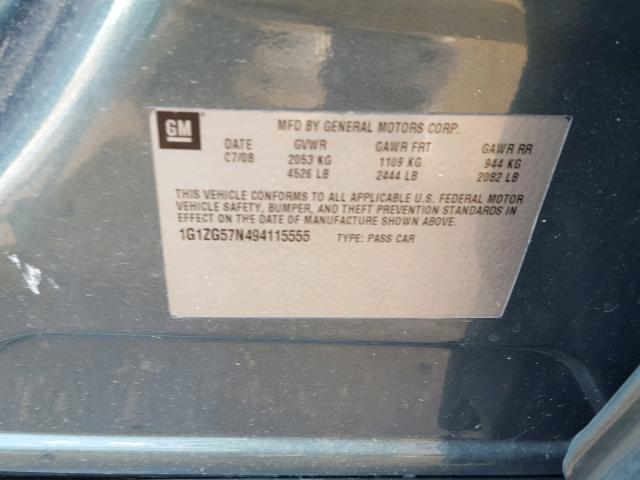 GM
MFD BY GENERAL MOTORS CORP.
DATE GVWR GAWR FRT GAWR RR
07/08 2053 KG 1109 KG 944 KG
4526 LB 2444 LB 2082 LB
THIS VEHICLE CONFORMS TO ALL APPLICABLE U.S. FEDERAL MOTOR
VEHICLE SAFETY, BUMPER, AND THEFT PREVENTION STANDARDS IN
EFFECT ON THE DATE OF MANUFACTURE SHOWN ABOVE.
1G1ZG57N494115555 TYPE: PASS CAR